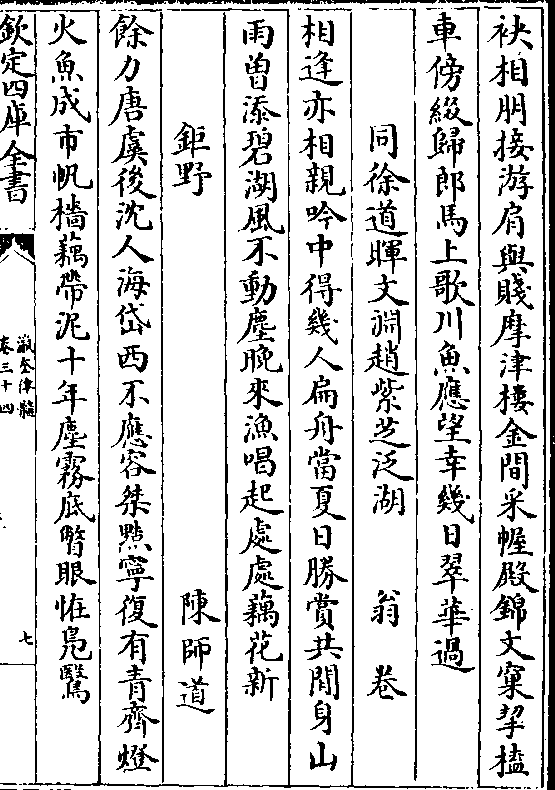 袂相朋接游肩與賤摩津樓金間采幄殿錦文窠挐搕
車傍綴歸郎馬上歌川魚應望幸幾日翠華過
同徐道暉文淵趙紫芝泛湖　翁卷
相逢亦相親吟中得幾人扁舟當夏日勝賞共閒身山
雨曽添碧湖風不動塵晚來漁唱起處處藕花新
鉅野　陳師道
餘力唐虞後沈人海岱西不應容桀黠寧復有青齊燈
火魚成市帆檣藕帶泥十年塵霧底瞥眼怪鳬鷖
欽定四庫全書
瀛奎律髓
卷三十四
七